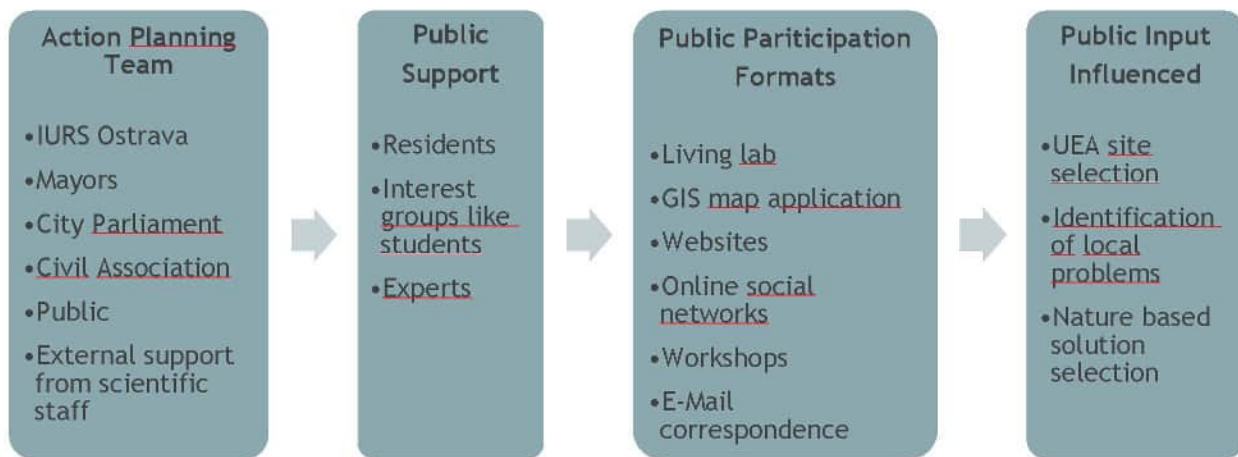 Action Planning
Team
•IURS Ostrava
•Mayors
•City Parliament
•Civil Association
•Public
•External support
from scientific
staff
Public
Support
•Residents
•Interest
groups like
students
•Experts
Public Pariticipation
Formats
•Living lab
•GIS map application
•Websites
•Online social
networks
•Workshops
•E-Mail
correspondence
Public Input
Influenced
•UEA site
selection
•Identification
of local
problems
•Nature based
solution
selection